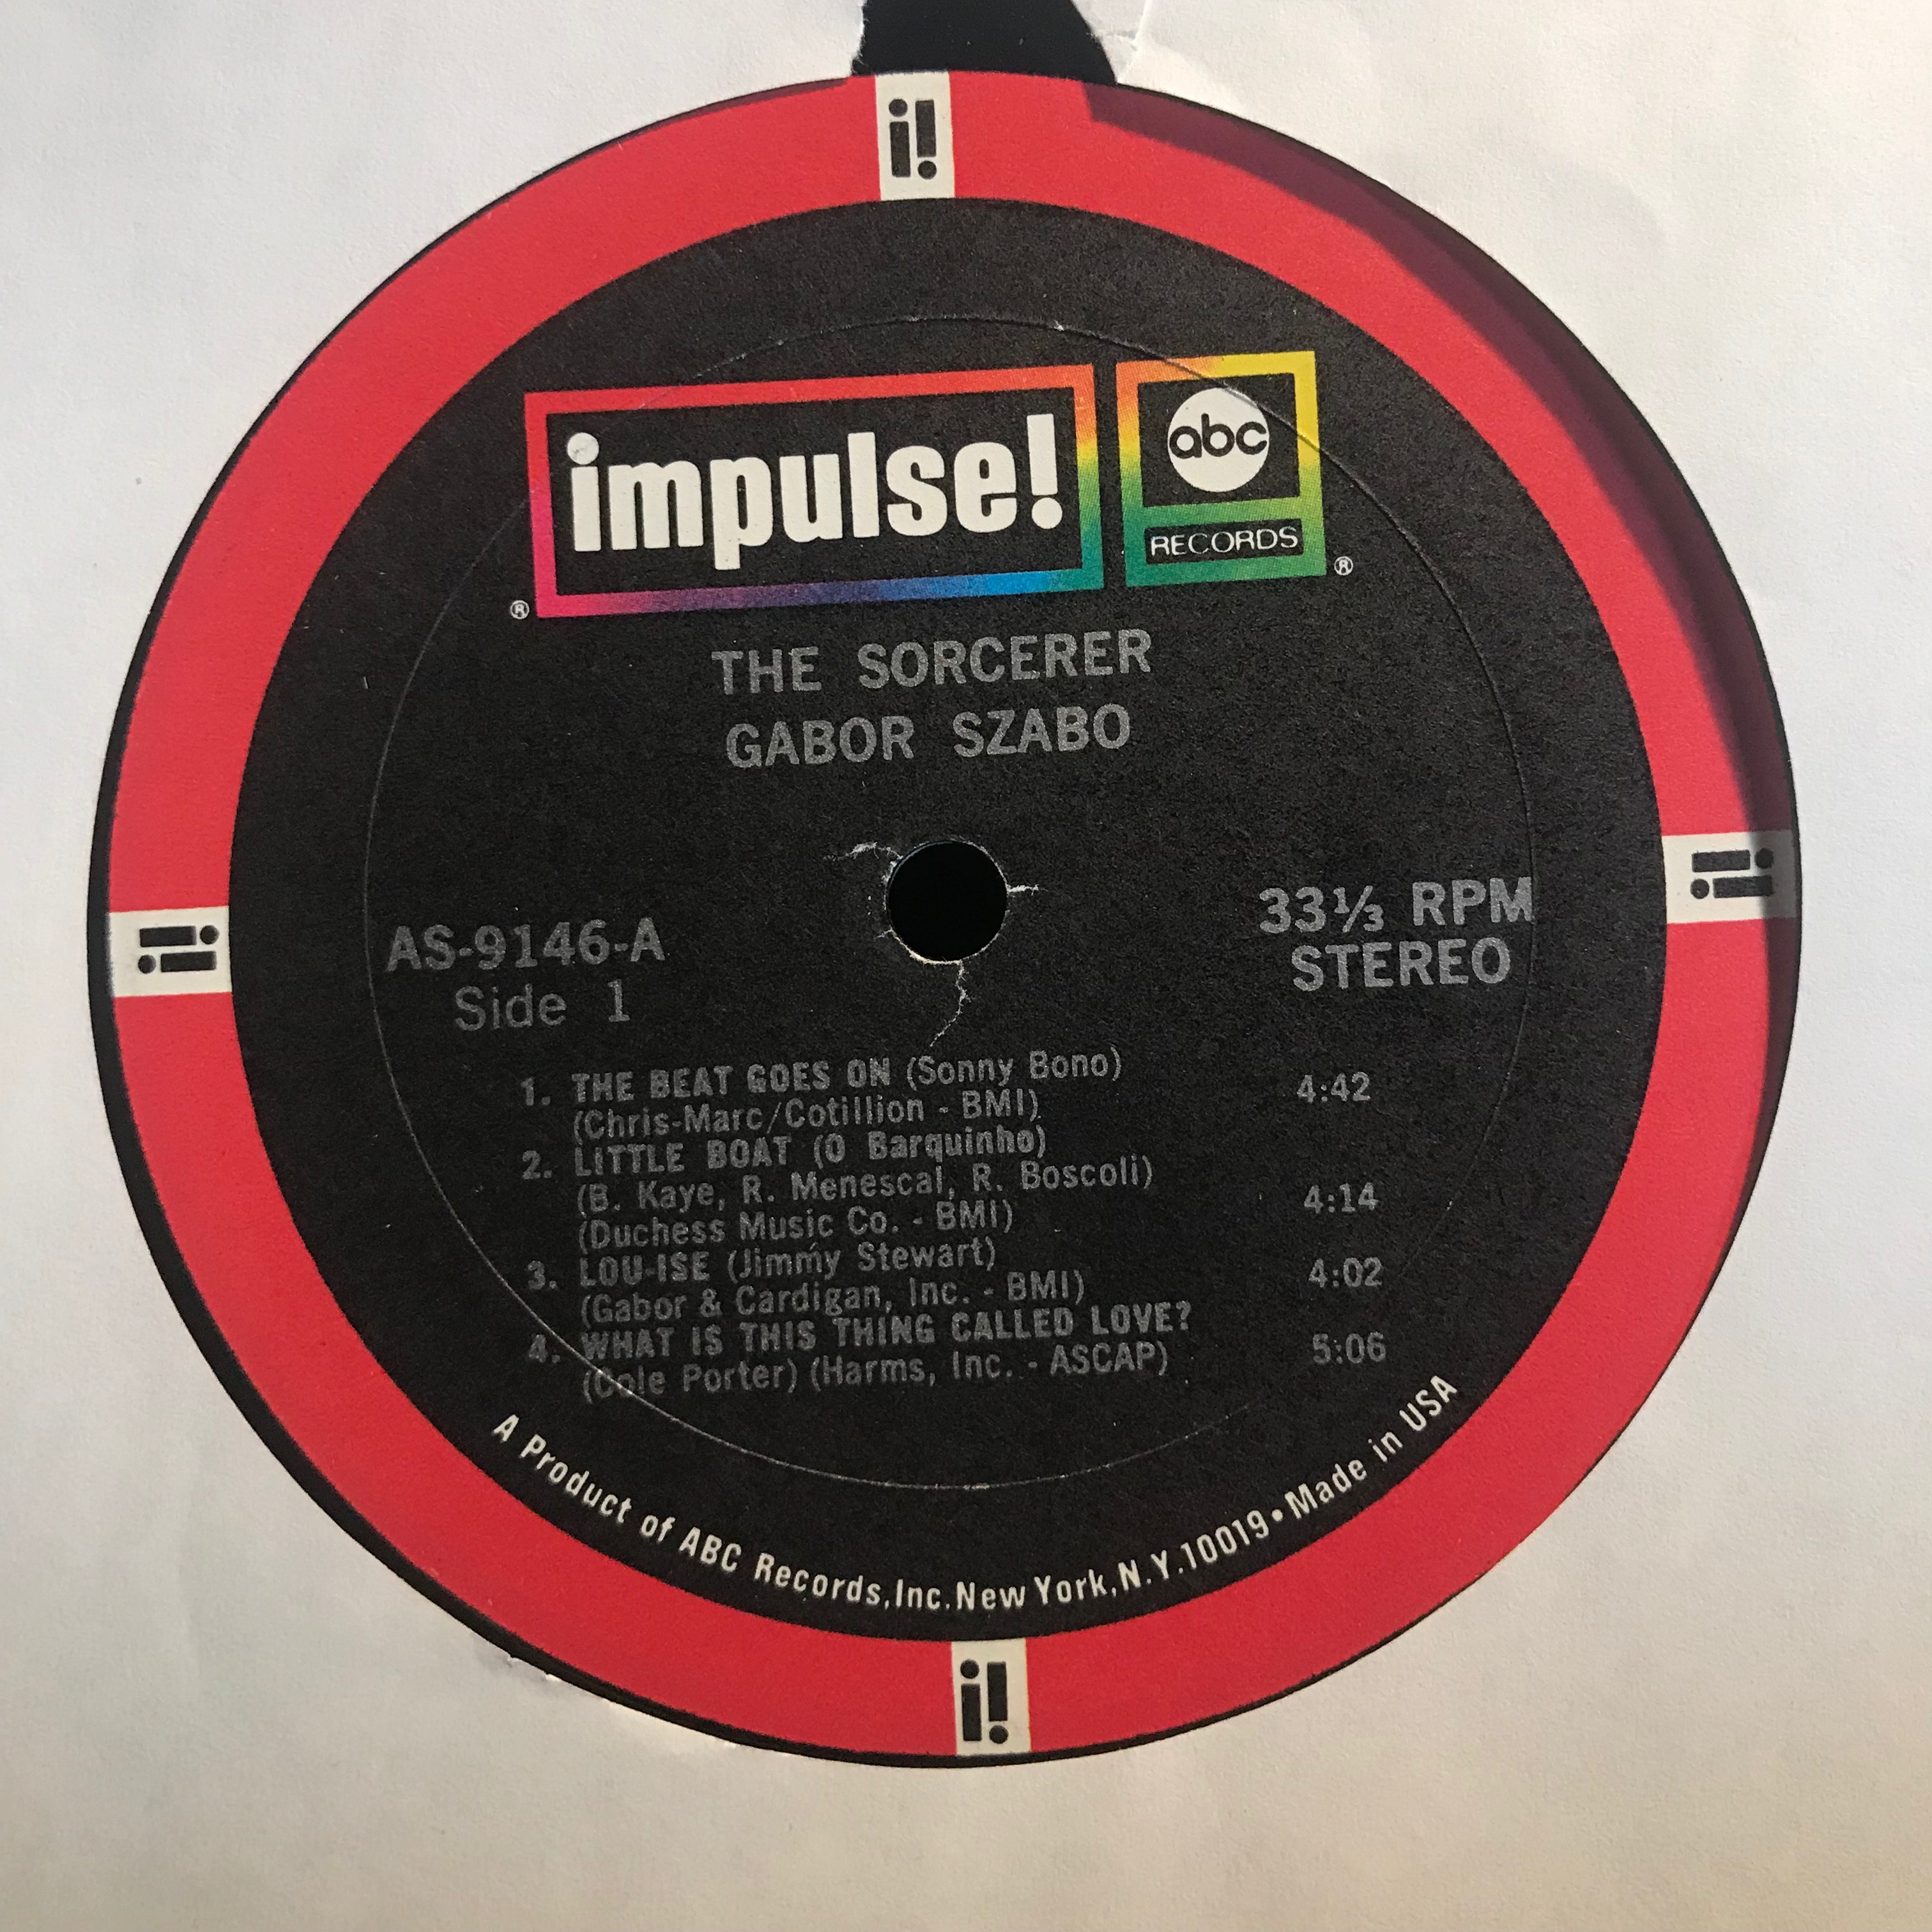 i!
impulse!
abc
RECORDS
®
®
THE SORCERER
GABOR SZABO
i!
i!
AS-9146-A
Side 1
33⅓ RPM
STEREO
1. THE BEAT GOES ON (Sonny Bono)
(Chris-Marc/Cotillion - BMI) 4:42
2. LITTLE BOAT (O Barquinho)
(B. Kaye, R. Menescal, R. Boscoli)
(Duchess Music Co. - BMI) 4:14
3. LOU-ISE (Jimmy Stewart)
(Gabor & Cardigan, Inc. - BMI) 4:02
4. WHAT IS THIS THING CALLED LOVE?
(Cole Porter) (Harms, Inc. - ASCAP) 5:06
A Product of ABC Records, Inc. New York, N.Y. 10019 • Made in USA
i!